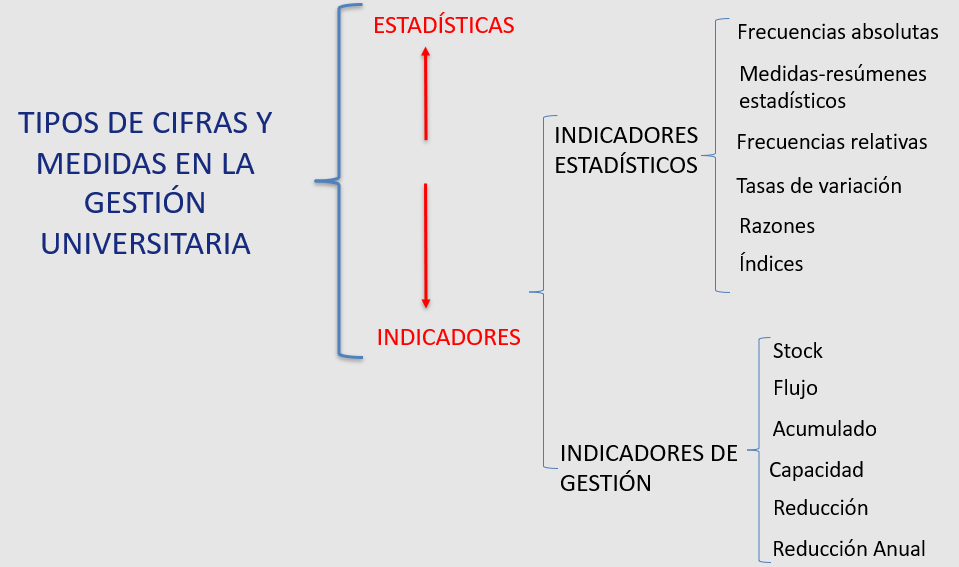 TIPOS DE CIFRAS Y
MEDIDAS EN LA
GESTIÓN
UNIVERSITARIA
ESTADÍSTICAS
INDICADORES
INDICADORES
ESTADÍSTICOS
Frecuencias absolutas
Medidas-resúmenes
estadísticos
Frecuencias relativas
Tasas de variación
Razones
Índices
INDICADORES DE
GESTIÓN
Stock
Flujo
Acumulado
Capacidad
Reducción
Reducción Anual